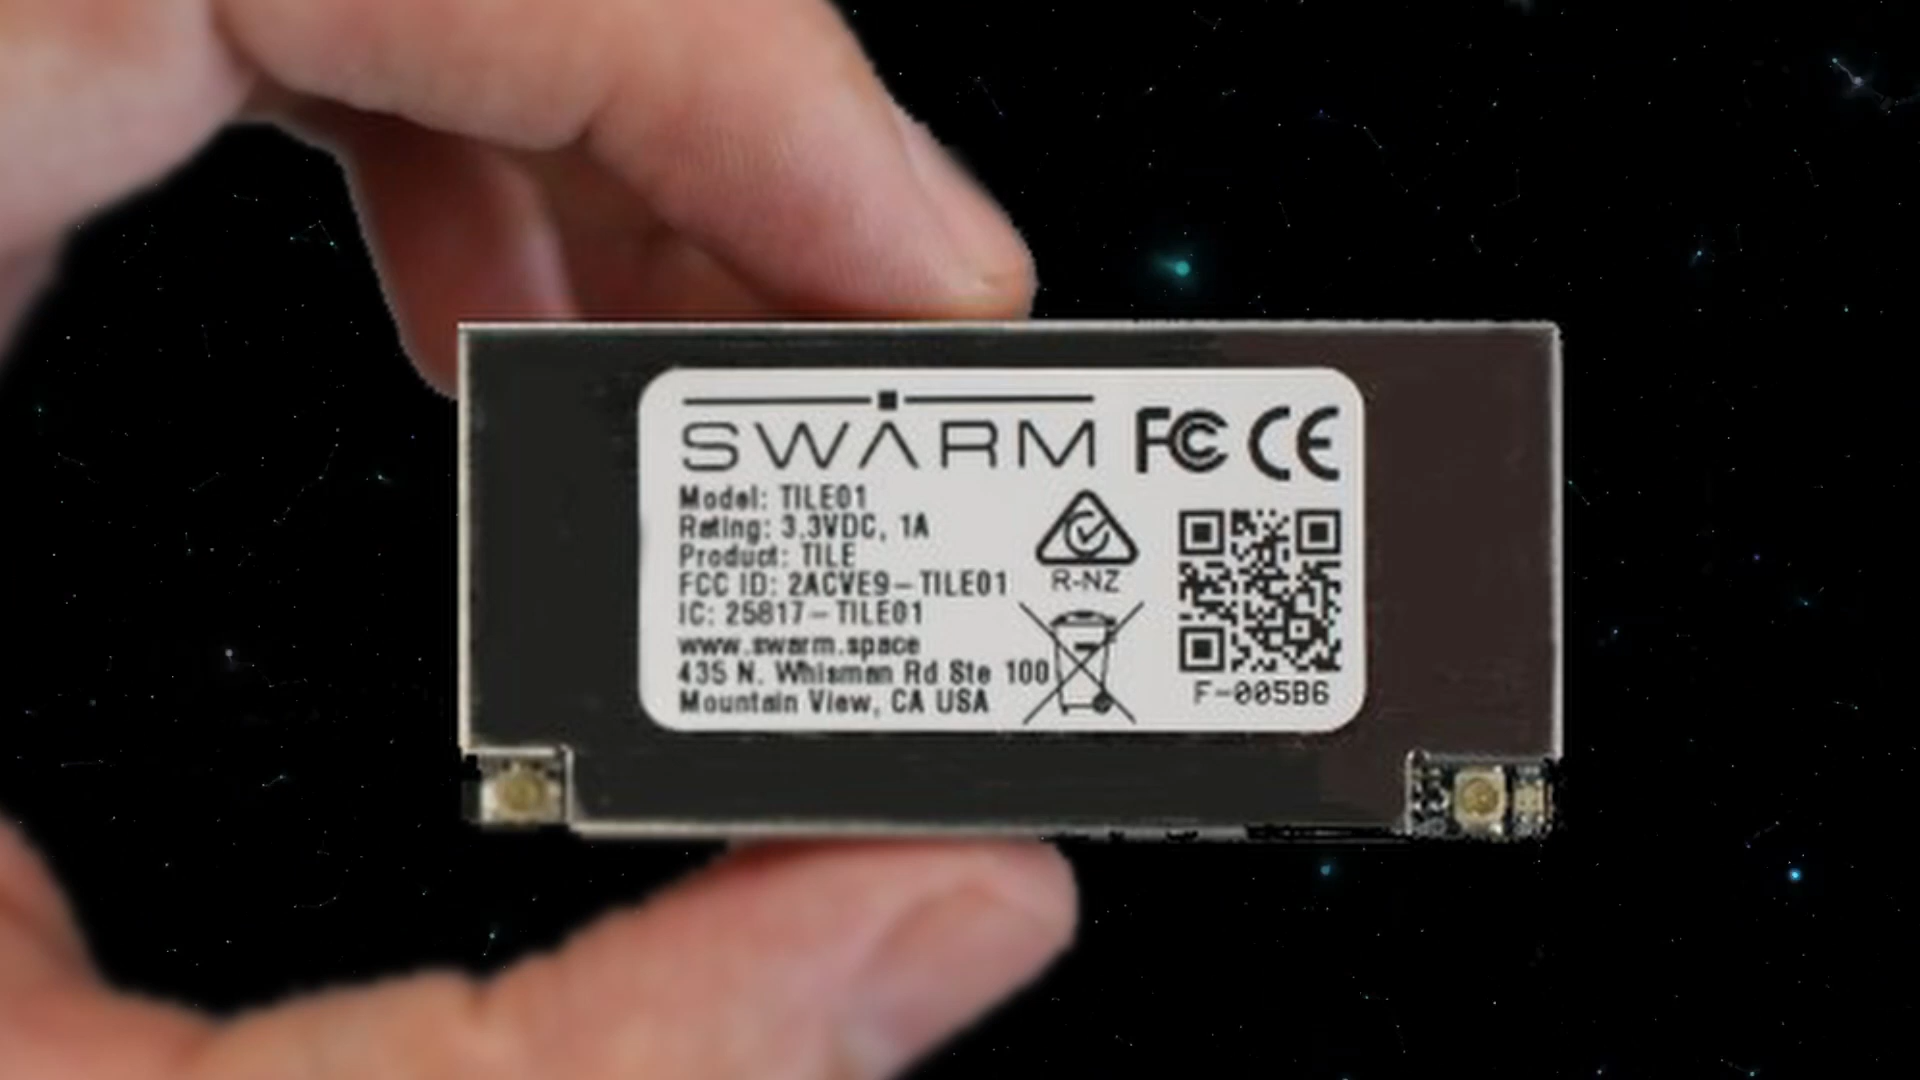 SWARM FC CE
Model: TILE01
Rating: 3.3VDC, 1A
Product: TILE
FCC ID: 2ACVE9-TILE01
IC: 25817-TILE01
www.swarm.space
435 N. Whisman Rd Ste 100
Mountain View, CA USA
R-NZ
F-005B6